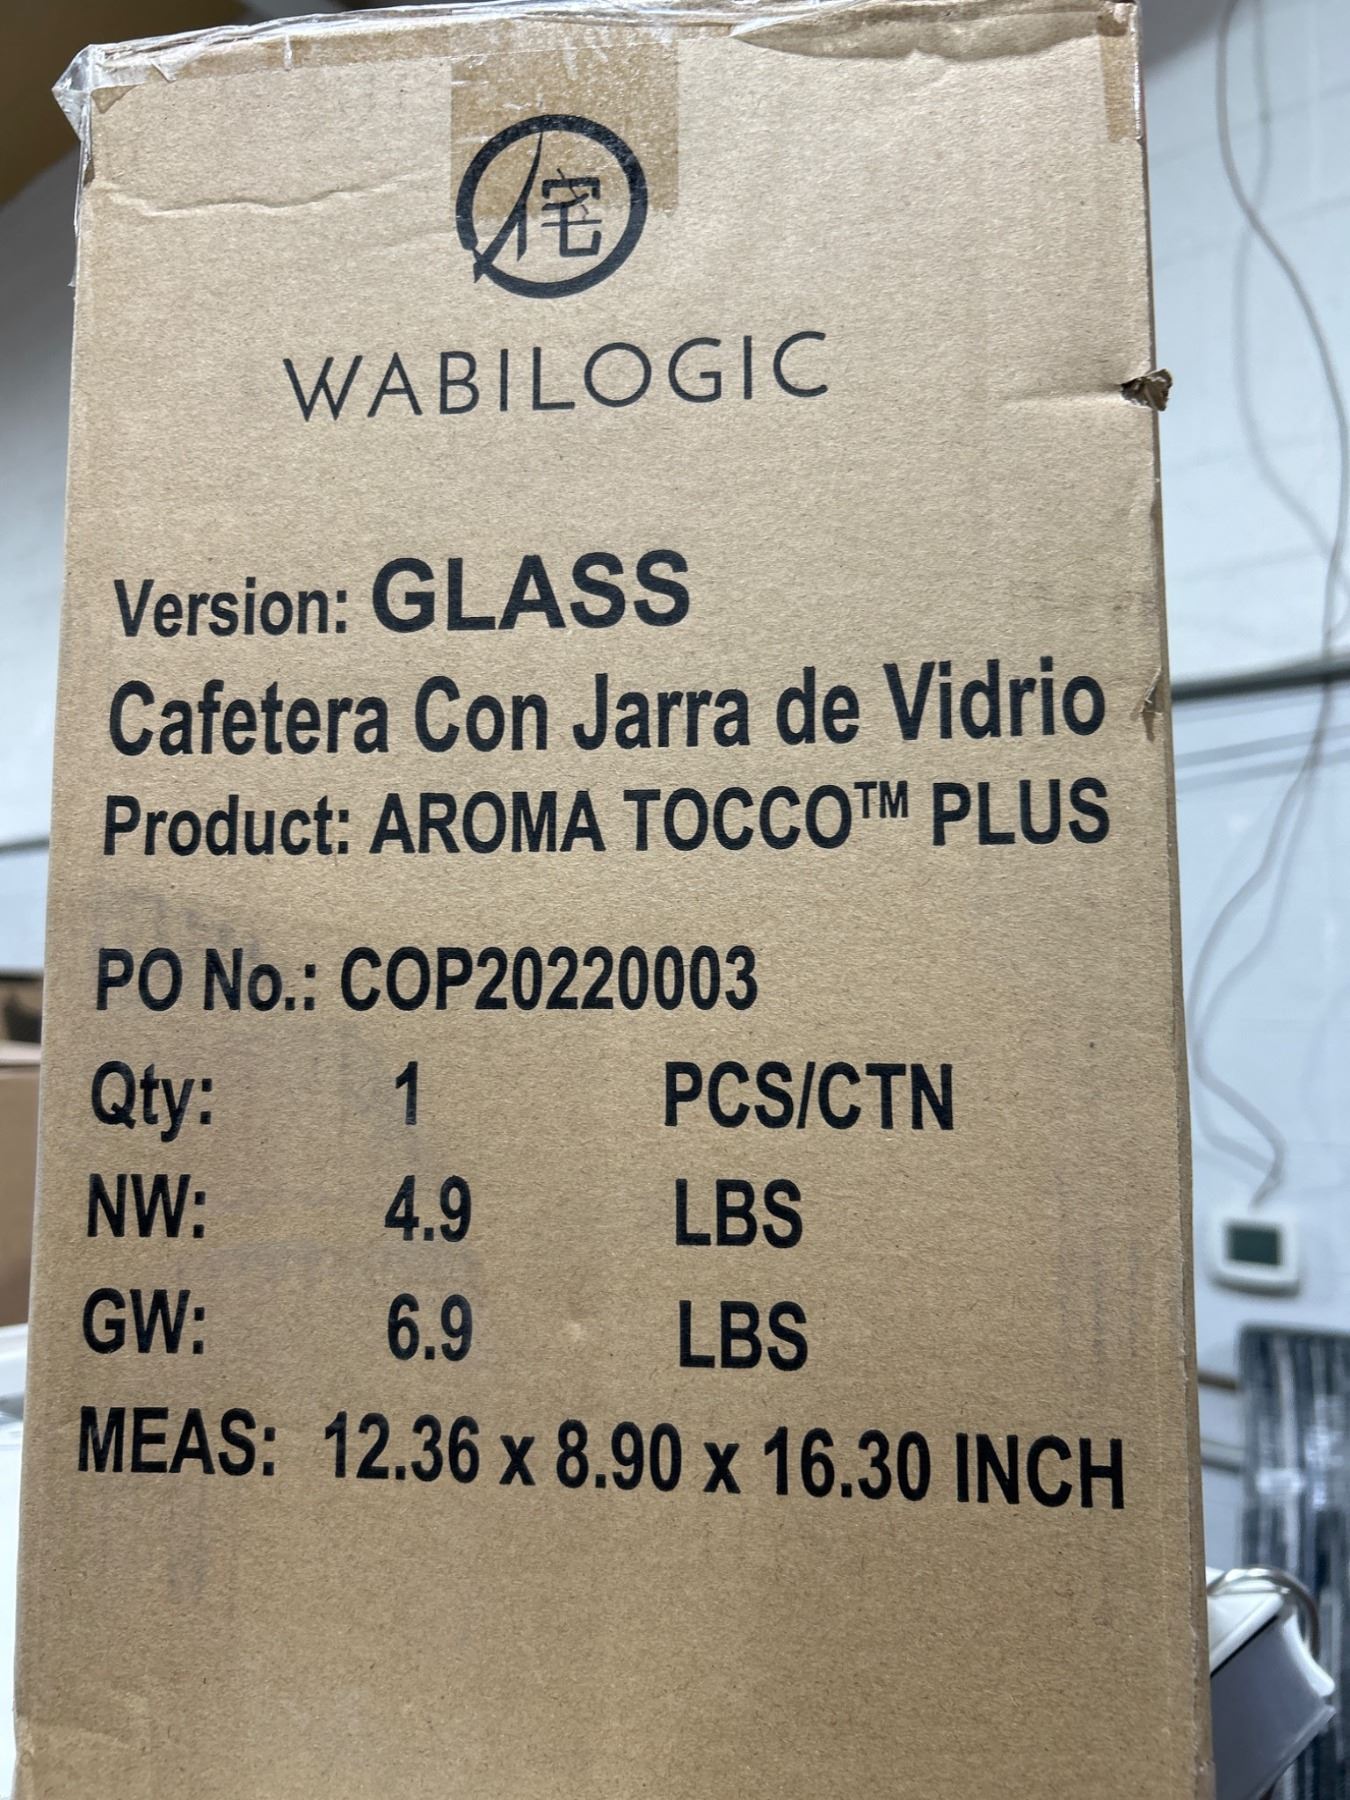 侘
WABILOGIC
Version: GLASS
Cafetera Con Jarra de Vidrio
Product: AROMA TOCCO™ PLUS
PO No.: COP20220003
Qty: 1 PCS/CTN
NW: 4.9 LBS
GW: 6.9 LBS
MEAS: 12.36 x 8.90 x 16.30 INCH